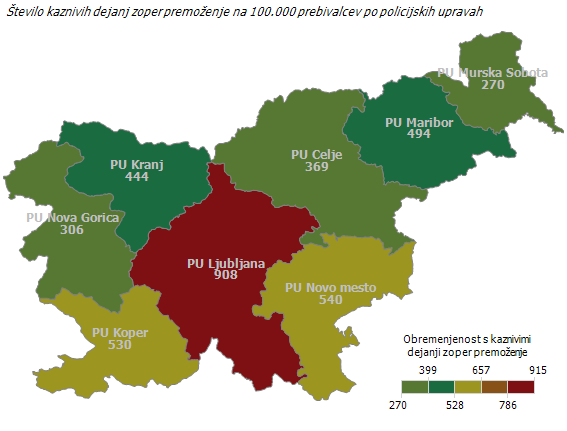 Število kaznivih dejanj zoper premoženje na 100.000 prebivalcev po policijskih upravah
PU Murska Sobota
270
PU Maribor
494
PU Celje
369
PU Kranj
444
PU Nova Gorica
306
PU Ljubljana
908
PU Novo mesto
540
PU Koper
530
Obremenjenost s kaznivimi
dejanji zoper premoženje
399 657 915
270 528 786